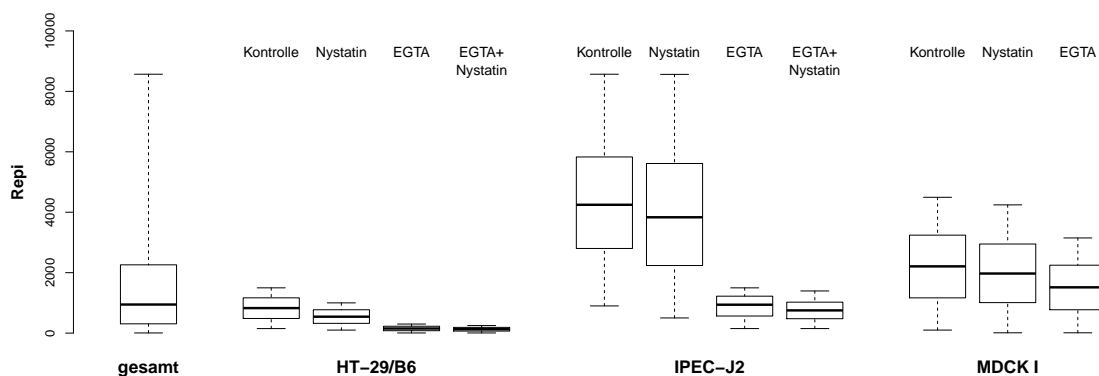 10000
8000
6000
4000
2000
0
Repi
Kontrolle Nystatin EGTA EGTA+
Nystatin
Kontrolle Nystatin EGTA EGTA+
Nystatin
Kontrolle Nystatin EGTA
gesamt HT−29/B6 IPEC−J2 MDCK I